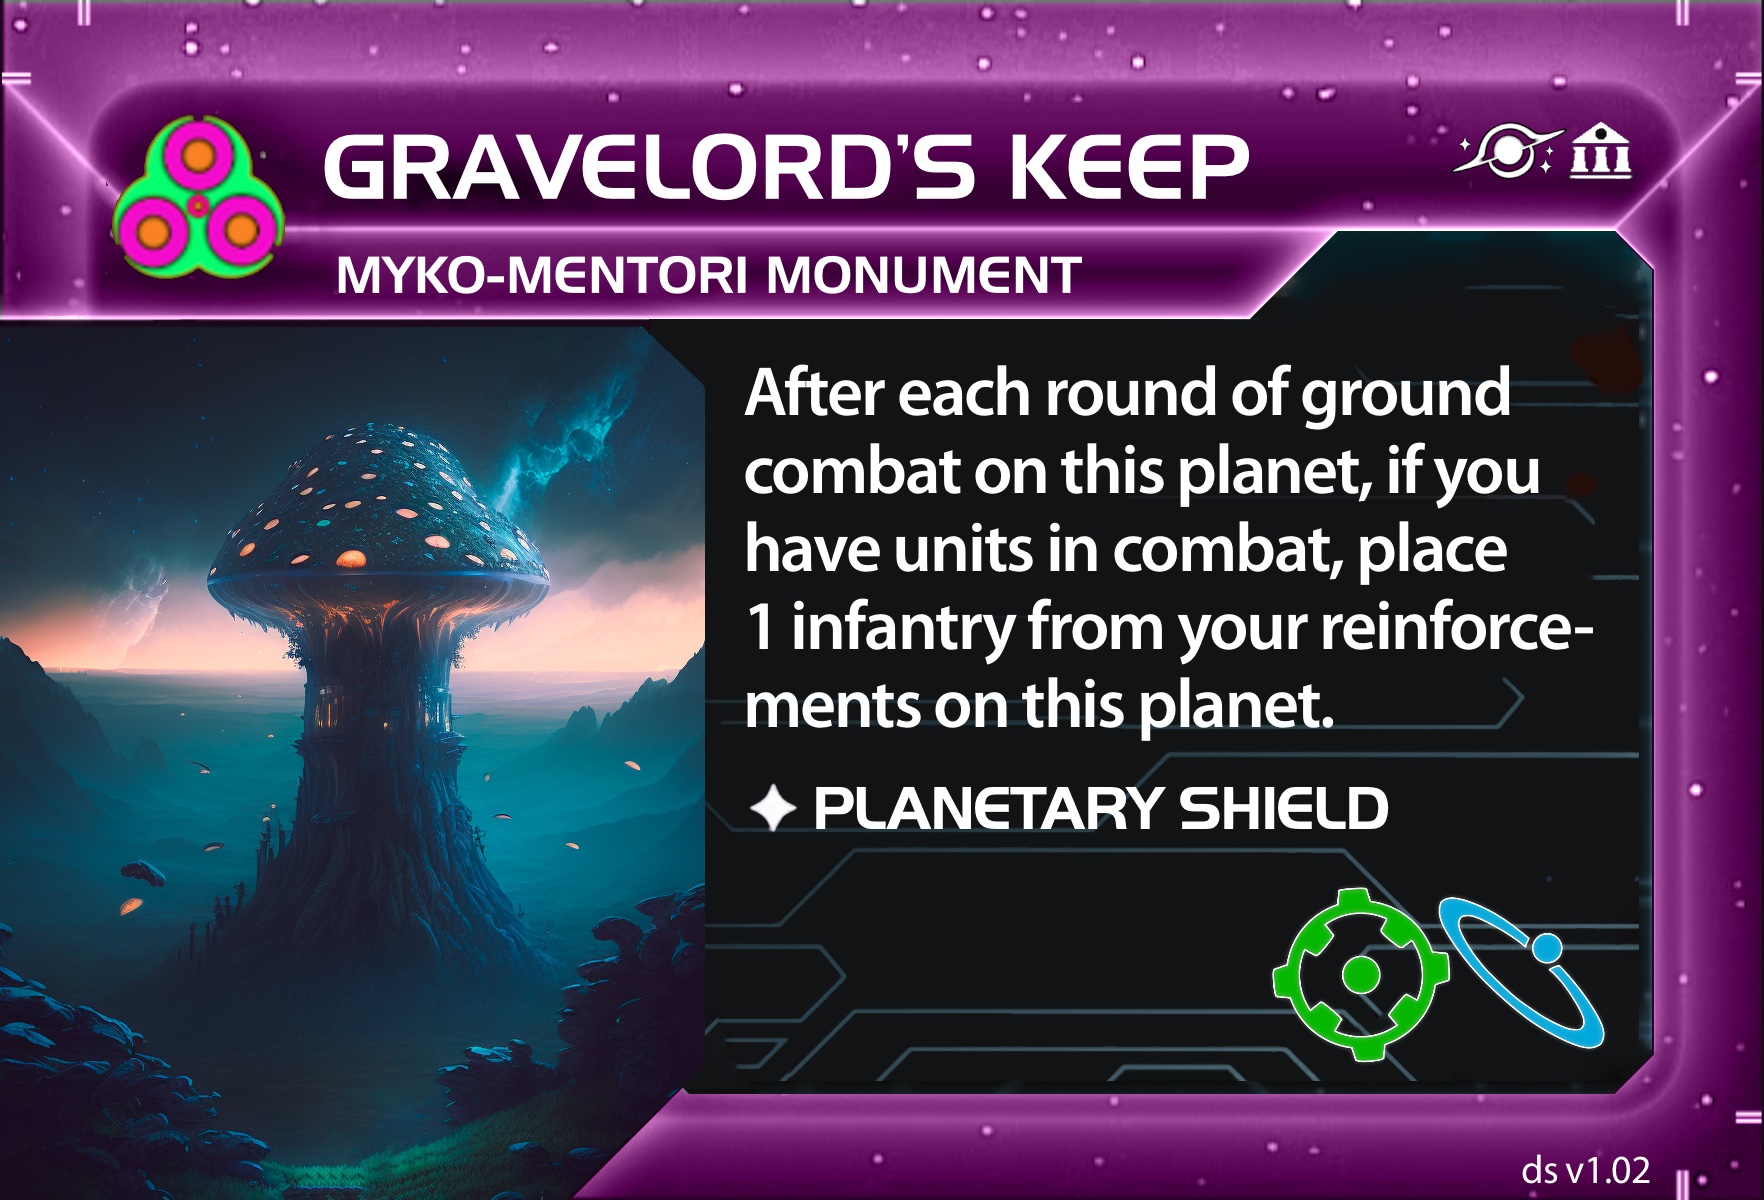 GRAVELORD'S KEEP
MYKO-MENTORI MONUMENT
After each round of ground
combat on this planet, if you
have units in combat, place
1 infantry from your reinforce-
ments on this planet.
PLANETARY SHIELD
ds v1.02